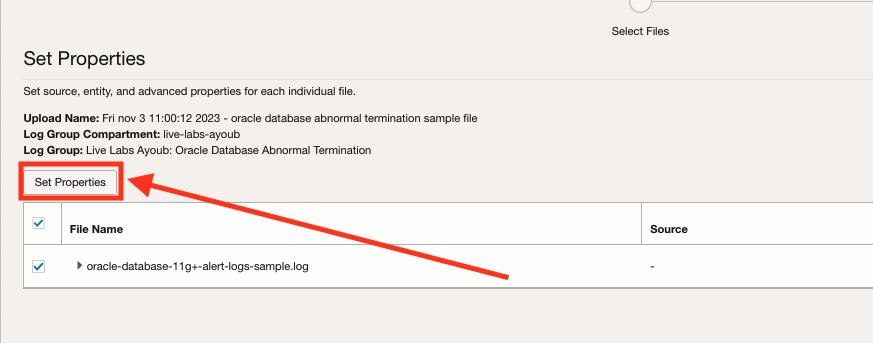 Select Files
Set Properties
Set source, entity, and advanced properties for each individual file.
Upload Name: Fri nov 3 11:00:12 2023 - oracle database abnormal termination sample file
Log Group Compartment: live-labs-ayoub
Log Group: Live Labs Ayoub: Oracle Database Abnormal Termination
Set Properties
File Name Source
oracle-database-11g+-alert-logs-sample.log -